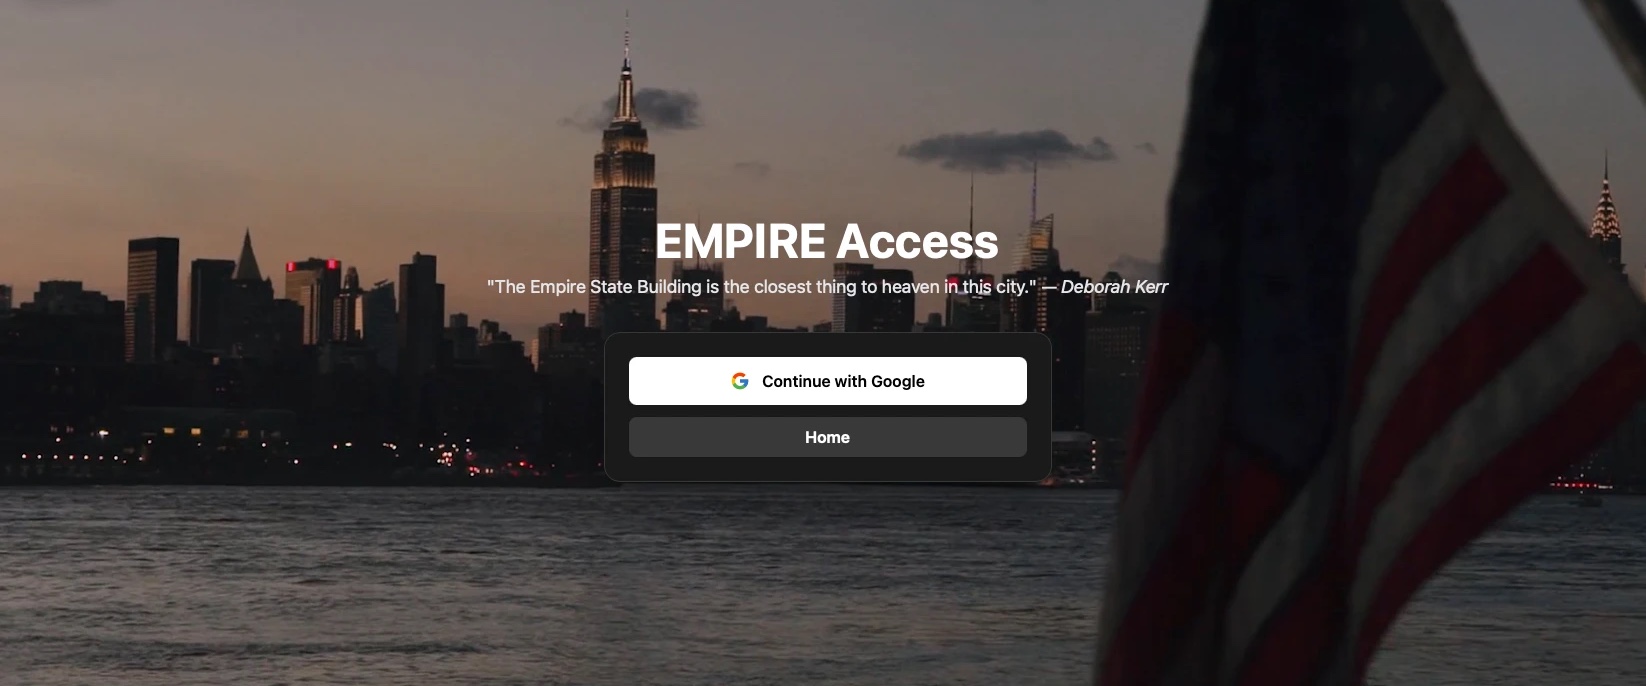 EMPIRE Access
"The Empire State Building is the closest thing to heaven in this city." — Deborah Kerr
Continue with Google
Home